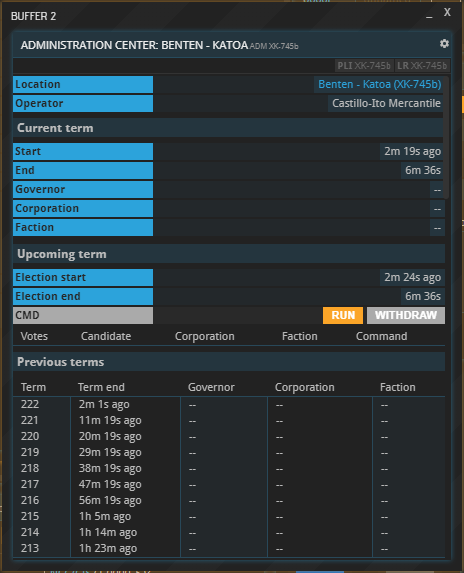 BUFFER 2 _ X
ADMINISTRATION CENTER: BENTEN - KATOA ADM XK-745b
PLI XK-745b LR XK-745b
Location Benten - Katoa (XK-745b)
Operator Castillo-Ito Mercantile
Current term
Start 2m 19s ago
End 6m 36s
Governor --
Corporation --
Faction --
Upcoming term
Election start 2m 24s ago
Election end 6m 36s
CMD RUN WITHDRAW
Votes Candidate Corporation Faction Command
Previous terms
Term Term end Governor Corporation Faction
222 2m 1s ago -- -- --
221 11m 19s ago -- -- --
220 20m 19s ago -- -- --
219 29m 19s ago -- -- --
218 38m 19s ago -- -- --
217 47m 19s ago -- -- --
216 56m 19s ago -- -- --
215 1h 5m ago -- -- --
214 1h 14m ago -- -- --
213 1h 23m ago -- -- --